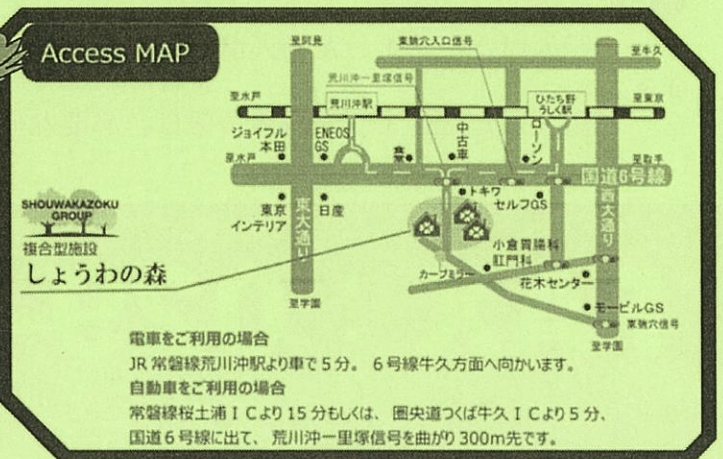 Access MAP
至阿見
東猯穴入口信号
至牛久
荒川沖一里塚信号
至水戸
荒川沖駅
ひたち野
うしく駅
至東京
ジョイフル
本田
ENEOS
GS
中古車
ローソン
至水戸
至取手
国道6号線
トキワ
セルフGS
東京
インテリア
日産
東大通り
西大通り
SHOUWAKAZOKU
GROUP
複合型施設
しょうわの森
小倉胃腸科
肛門科
カーブミラー
花木センター
モービルGS
東猯穴信号
至学園
至学園
電車をご利用の場合
JR 常磐線荒川沖駅より車で5分。 6号線牛久方面へ向かいます。
自動車をご利用の場合
常磐線桜土浦ICより15分もしくは、圏央道つくば牛久ICより5分、
国道6号線に出て、荒川沖一里塚信号を曲がり300m先です。